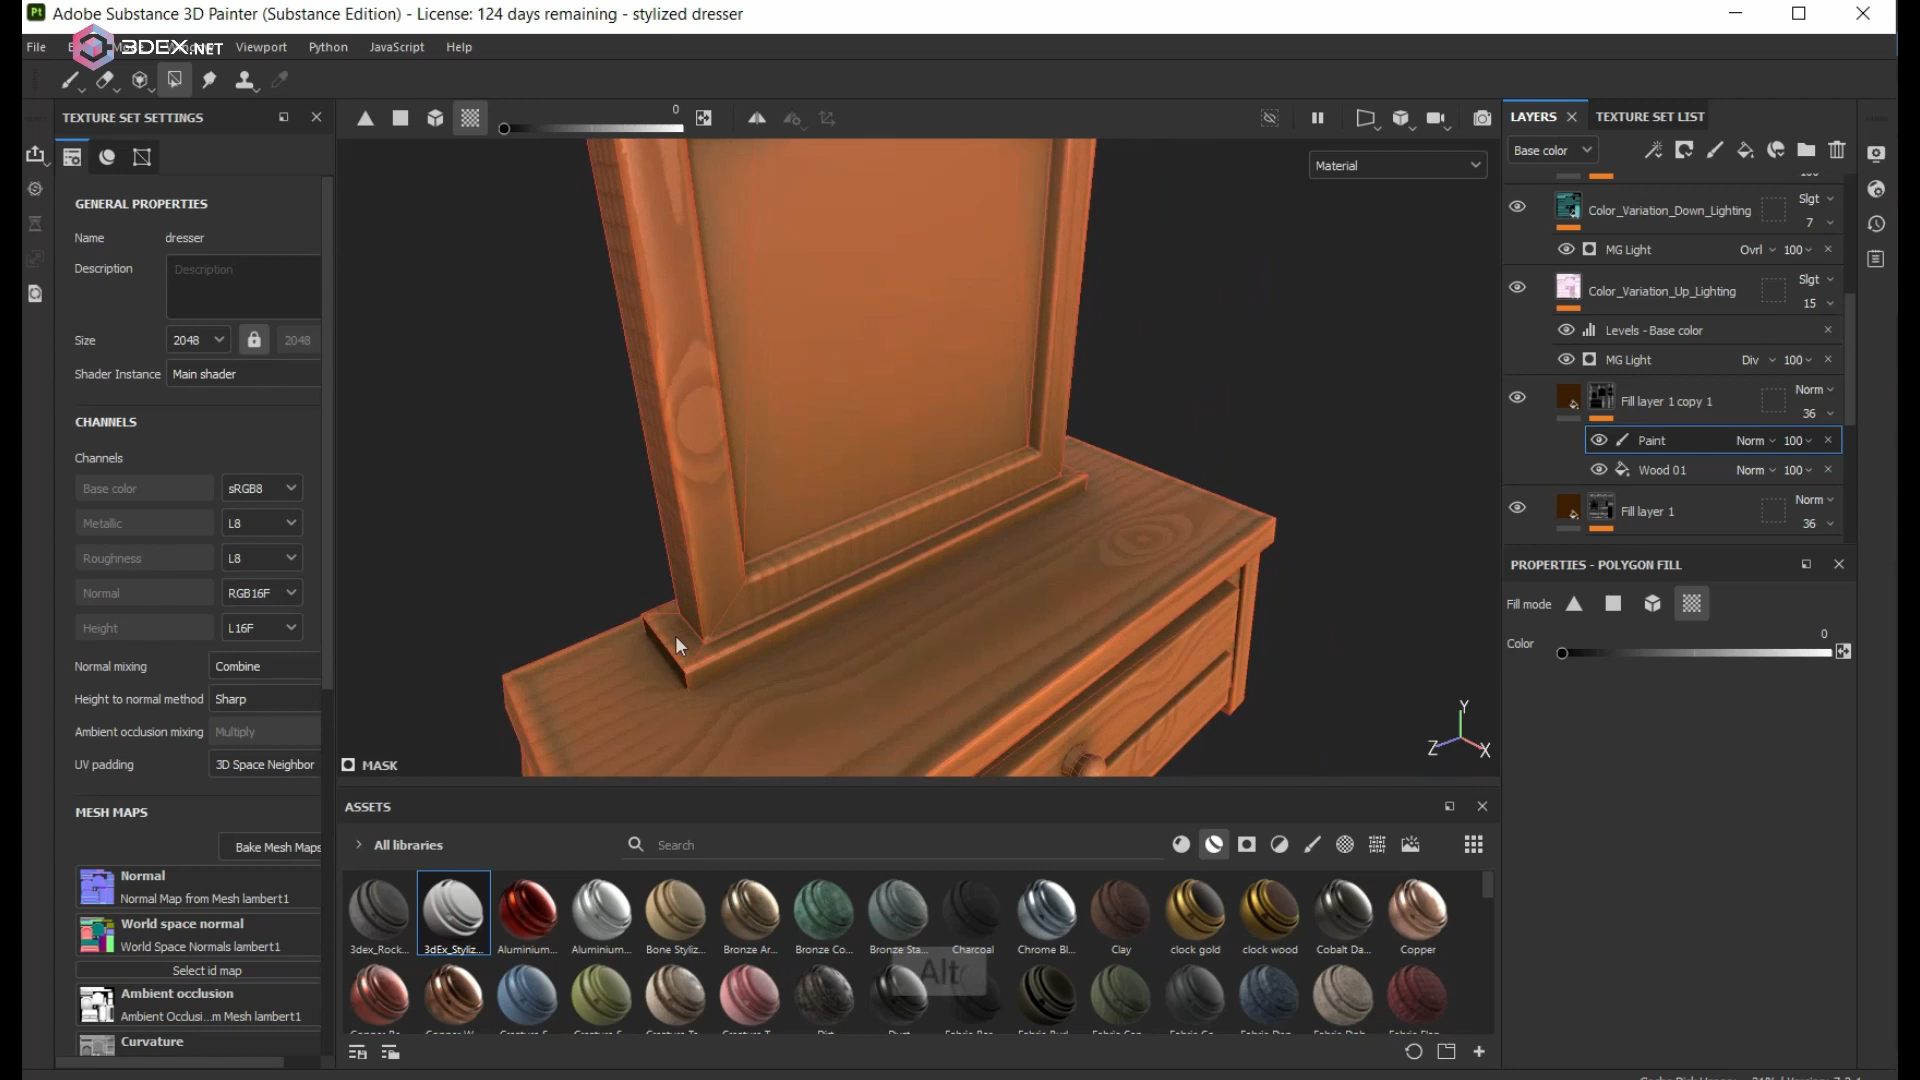 Pt Adobe Substance 3D Painter (Substance Edition) - License: 124 days remaining - stylized dresser
3DEX.NET
File
Viewport Python JavaScript Help
TEXTURE SET SETTINGS
GENERAL PROPERTIES
Name dresser
Description Description
Size 2048 2048
Shader Instance Main shader
CHANNELS
Channels
Base color sRGB8
Metallic L8
Roughness L8
Normal RGB16F
Height L16F
Normal mixing Combine
Height to normal method Sharp
Ambient occlusion mixing Multiply
UV padding 3D Space Neighbor
MESH MAPS
Bake Mesh Maps
Normal
Normal Map from Mesh lambert1
World space normal
World Space Normals lambert1
Select id map
Ambient occlusion
Ambient Occlusi...m Mesh lambert1
Curvature
0
Material
Y
Z X
MASK
ASSETS
All libraries
Search
3dex_Rock... 3dEx_Styliz... Aluminium... Aluminium... Bone Styliz... Bronze Ar... Bronze Co... Bronze Sta... Charcoal Chrome Bl... Clay clock gold clock wood Cobalt Da... Copper
Alt
LAYERS
TEXTURE SET LIST
Base color
Color_Variation_Down_Lighting Slgt
7
MG Light Ovrl 100
Color_Variation_Up_Lighting Slgt
15
Levels - Base color
MG Light Div 100
Fill layer 1 copy 1 Norm
36
Paint Norm 100
Wood 01 Norm 100
Fill layer 1 Norm
36
PROPERTIES - POLYGON FILL
Fill mode
Color 0